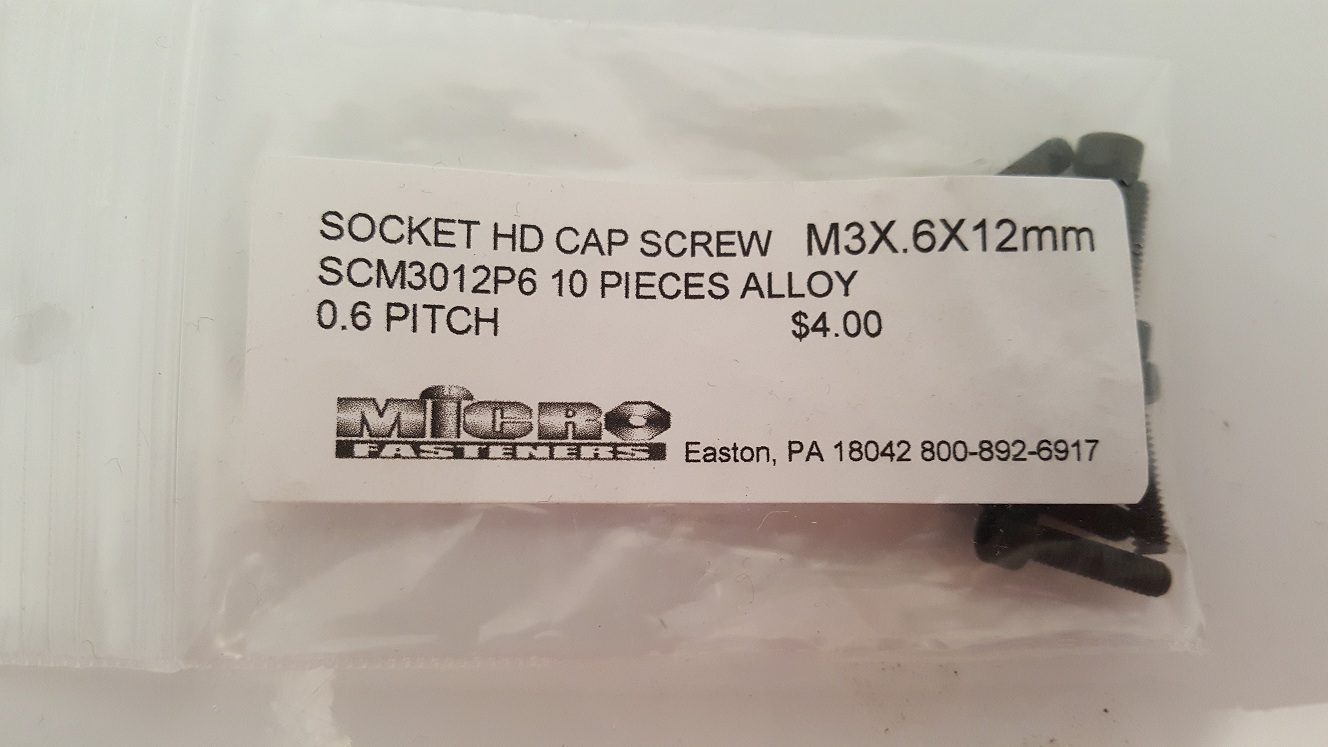 SOCKET HD CAP SCREW M3X.6X12mm
SCM3012P6 10 PIECES ALLOY
0.6 PITCH $4.00
MICRO
FASTENERS Easton, PA 18042 800-892-6917